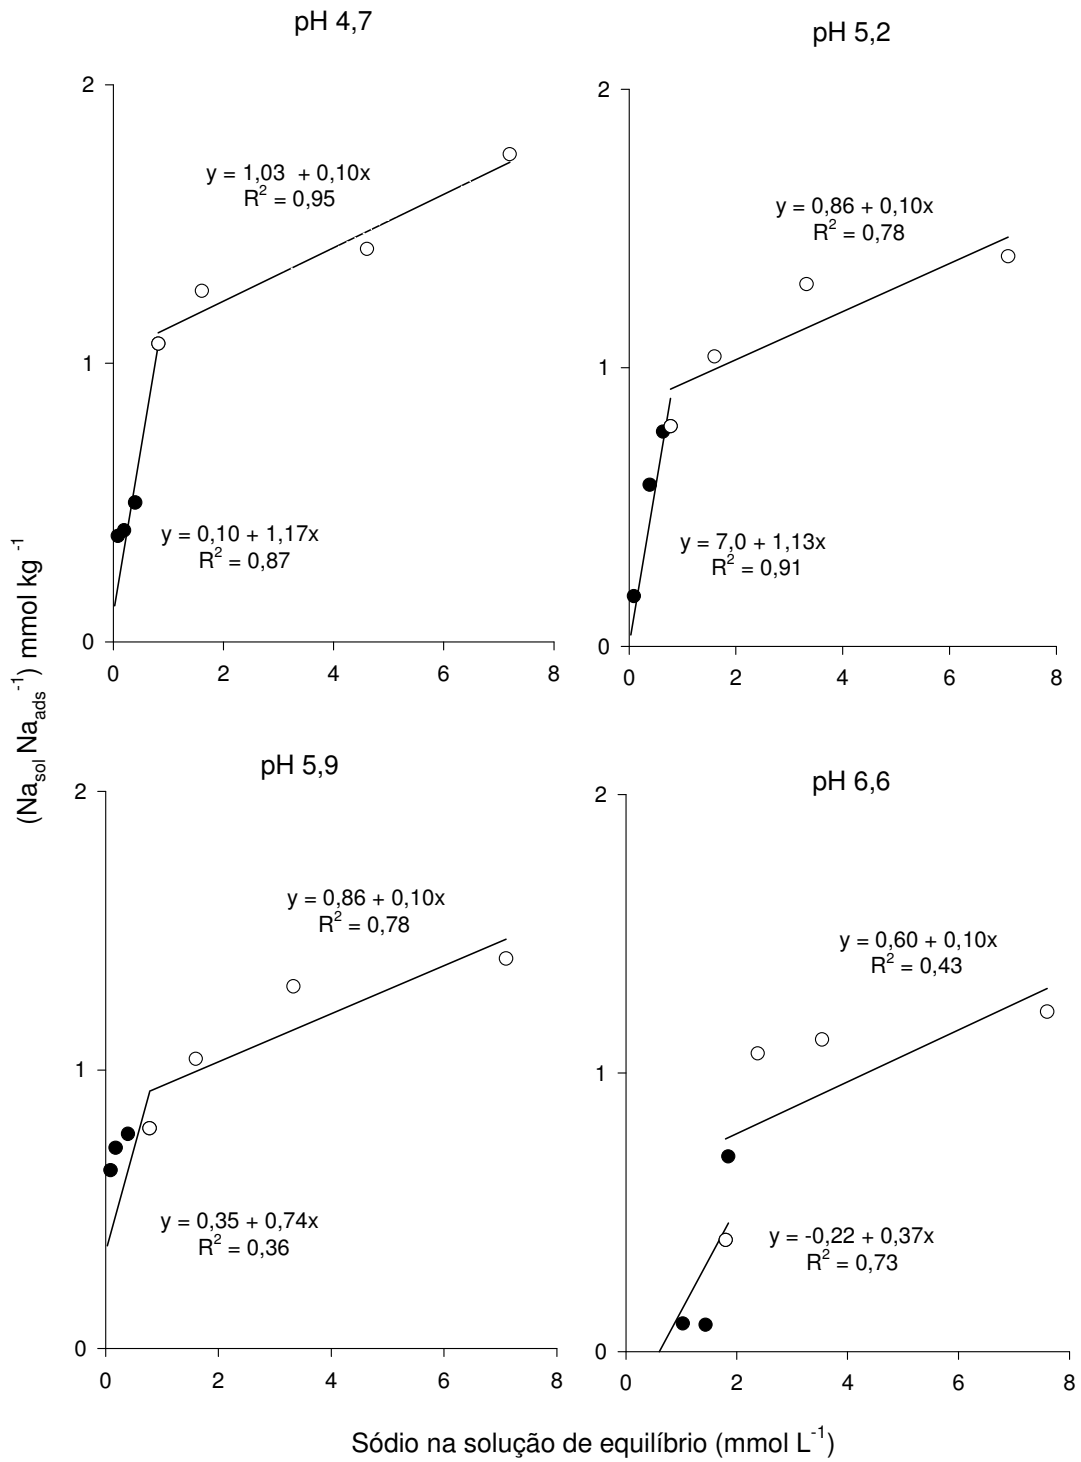 pH 4,7
2
1
0
0 2 4 6 8
y = 1,03 + 0,10x
R² = 0,95
y = 0,10 + 1,17x
R² = 0,87
pH 5,2
2
1
0
0 2 4 6 8
y = 0,86 + 0,10x
R² = 0,78
y = 7,0 + 1,13x
R² = 0,91
(Na_sol Na_ads⁻¹) mmol kg⁻¹
pH 5,9
2
1
0
0 2 4 6 8
y = 0,86 + 0,10x
R² = 0,78
y = 0,35 + 0,74x
R² = 0,36
pH 6,6
2
1
0
0 2 4 6 8
y = 0,60 + 0,10x
R² = 0,43
y = -0,22 + 0,37x
R² = 0,73
Sódio na solução de equilíbrio (mmol L⁻¹)